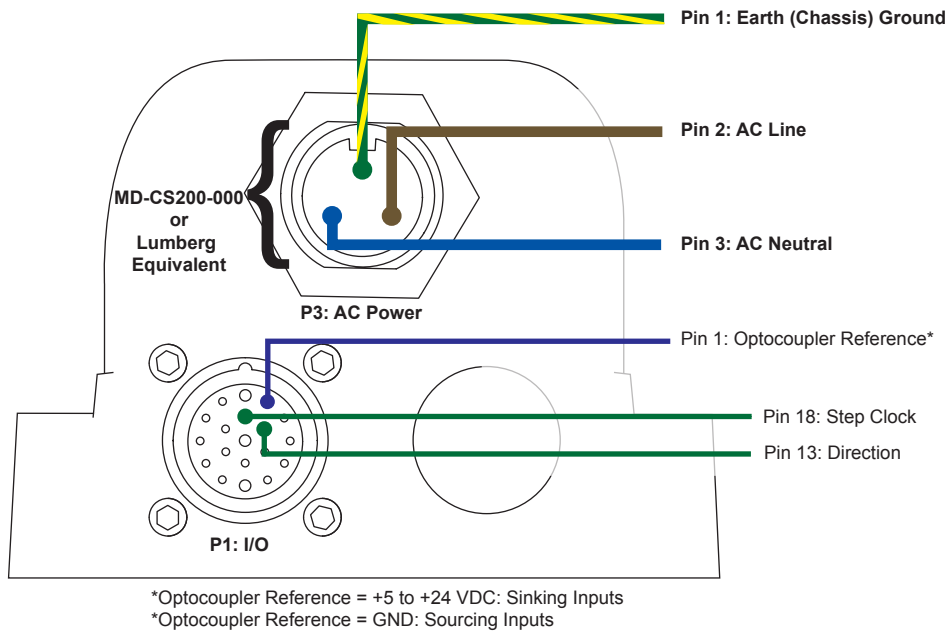 Pin 1: Earth (Chassis) Ground
Pin 2: AC Line
MD-CS200-000
or
Lumberg
Equivalent
Pin 3: AC Neutral
P3: AC Power
Pin 1: Optocoupler Reference*
Pin 18: Step Clock
Pin 13: Direction
P1: I/O
*Optocoupler Reference = +5 to +24 VDC: Sinking Inputs
*Optocoupler Reference = GND: Sourcing Inputs